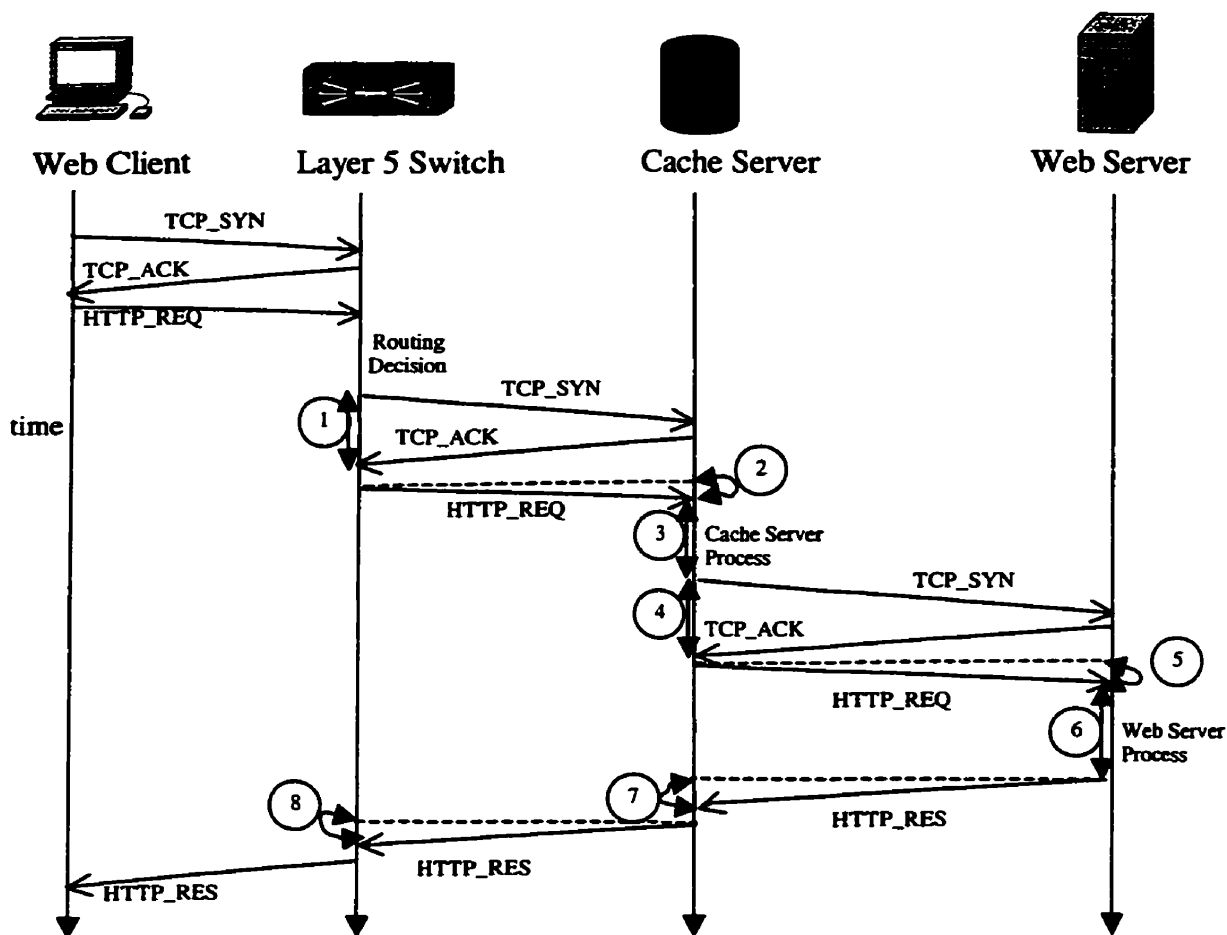 Web Client
Layer 5 Switch
Cache Server
Web Server
TCP_SYN
TCP_ACK
HTTP_REQ
Routing
Decision
time
1
TCP_SYN
TCP_ACK
2
HTTP_REQ
3
Cache Server
Process
TCP_SYN
4
TCP_ACK
5
HTTP_REQ
6
Web Server
Process
7
8
HTTP_RES
HTTP_RES
HTTP_RES